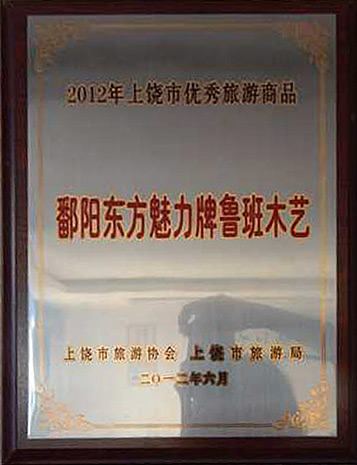 2012年上饶市优秀旅游商品
鄱阳东方魅力牌鲁班木艺
上饶市旅游协会 上饶市旅游局
二〇一二年六月